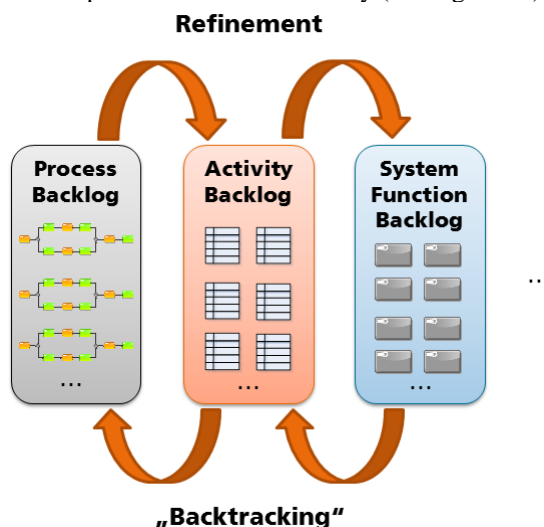 Refinement
Process
Backlog
...
Activity
Backlog
...
System
Function
Backlog
...
...
„Backtracking“